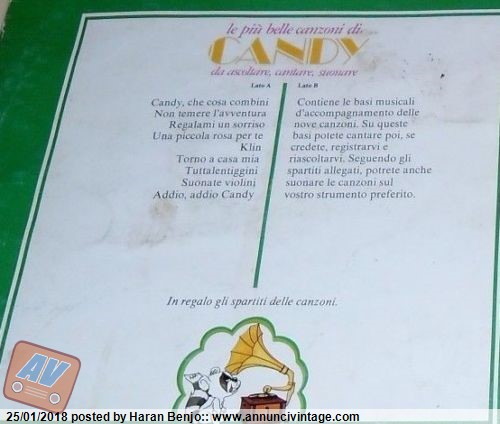 le più belle canzoni di
CANDY
da ascoltare, cantare, suonare
Lato A
Candy, che cosa combini
Non temere l'avventura
Regalami un sorriso
Una piccola rosa per te
Klin
Torno a casa mia
Tuttalentiggini
Suonate violini
Addio, addio Candy
Lato B
Contiene le basi musicali
d'accompagnamento delle
nove canzoni. Su queste
basi potete cantare poi, se
credete, registrarvi e
riascoltarvi. Seguendo gli
spartiti allegati, potrete anche
suonare le canzoni sul
vostro strumento preferito.
In regalo gli spartiti delle canzoni.
AV
25/01/2018 posted by Haran Benjo:: www.annuncivintage.com